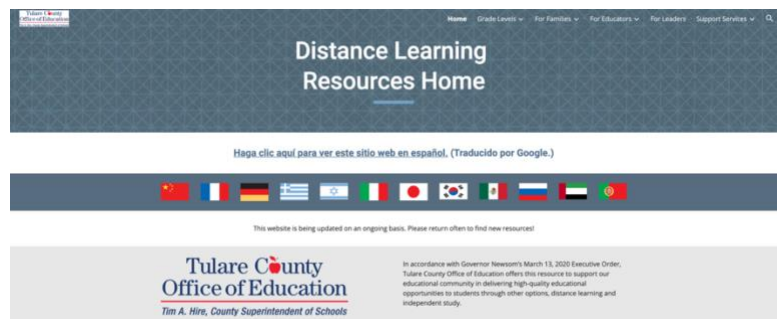 Tulare County
Office of Education
Home Grade Levels For Families For Educators For Leaders Support Services
Distance Learning
Resources Home
Haga clic aquí para ver este sitio web en español. (Traducido por Google.)
This website is being updated on an ongoing basis. Please return often to find new resources!
Tulare County
Office of Education
Tim A. Hire, County Superintendent of Schools
In accordance with Governor Newsom's March 13, 2020 Executive Order,
Tulare County Office of Education offers this resource to support our
educational community in delivering high-quality educational
opportunities to students through other options, distance learning and
independent study.